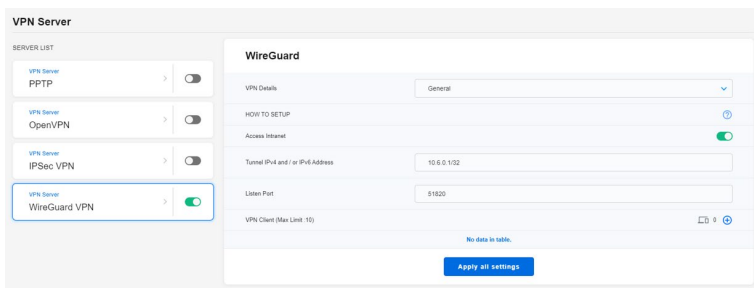 VPN Server
SERVER LIST
VPN Server
PPTP
VPN Server
OpenVPN
VPN Server
IPSec VPN
VPN Server
WireGuard VPN
WireGuard
VPN Details
General
HOW TO SETUP
Access Intranet
Tunnel IPv4 and / or IPv6 Address
10.6.0.1/32
Listen Port
51820
VPN Client (Max Limit :10)
0
No data in table.
Apply all settings